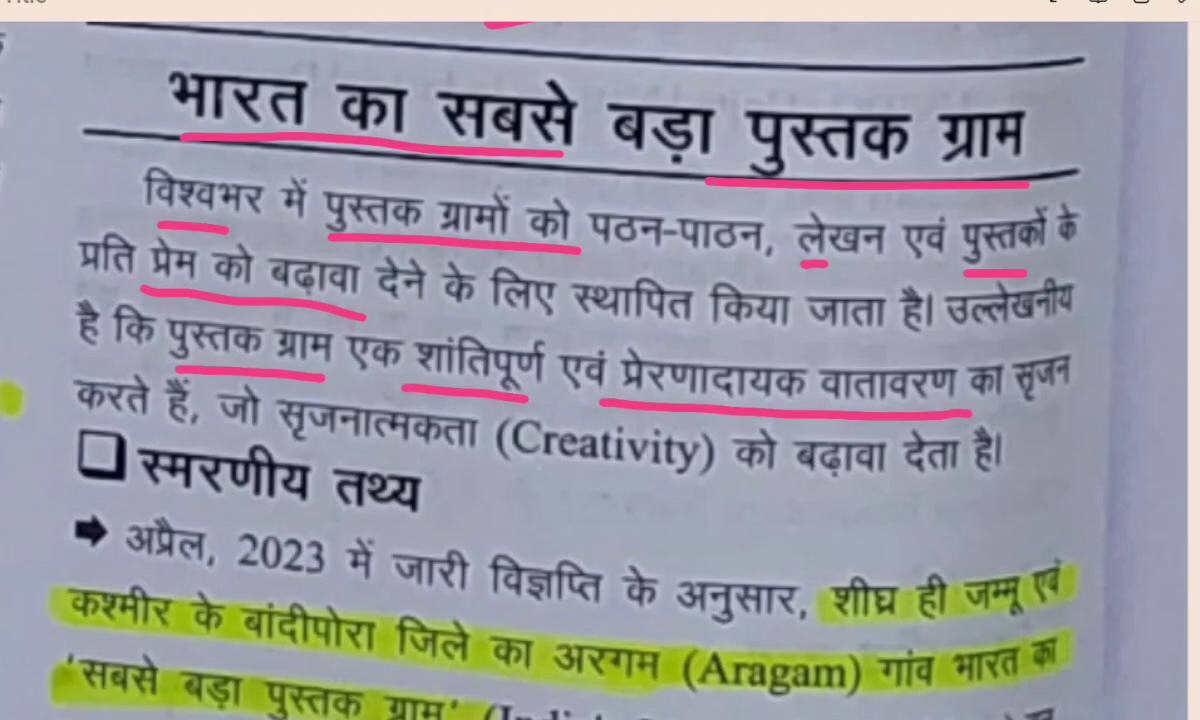 भारत का सबसे बड़ा पुस्तक ग्राम
विश्वभर में पुस्तक ग्रामों को पठन-पाठन, लेखन एवं पुस्तकों के
प्रति प्रेम को बढ़ावा देने के लिए स्थापित किया जाता है। उल्लेखनीय
है कि पुस्तक ग्राम एक शांतिपूर्ण एवं प्रेरणादायक वातावरण का सृजन
करते हैं, जो सृजनात्मकता (Creativity) को बढ़ावा देता है।
❑ स्मरणीय तथ्य
➡ अप्रैल, 2023 में जारी विज्ञप्ति के अनुसार, शीघ्र ही जम्मू एवं
कश्मीर के बांदीपोरा जिले का अरगम (Aragam) गांव भारत का
'सबसे बड़ा पुस्तक ग्राम'